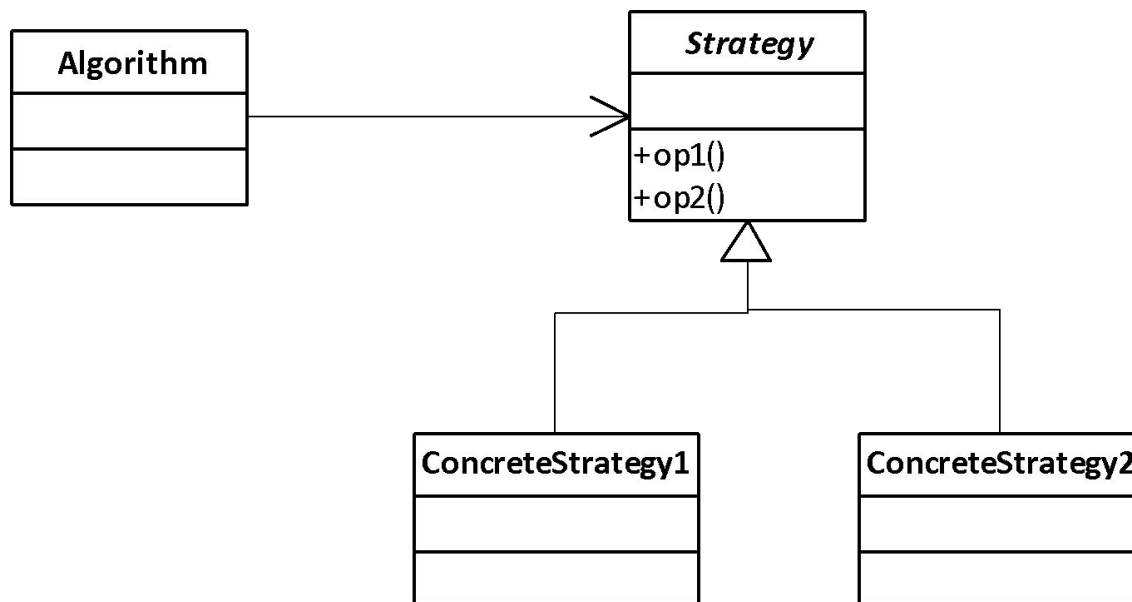 Algorithm
Strategy
+op1()
+op2()
ConcreteStrategy1
ConcreteStrategy2